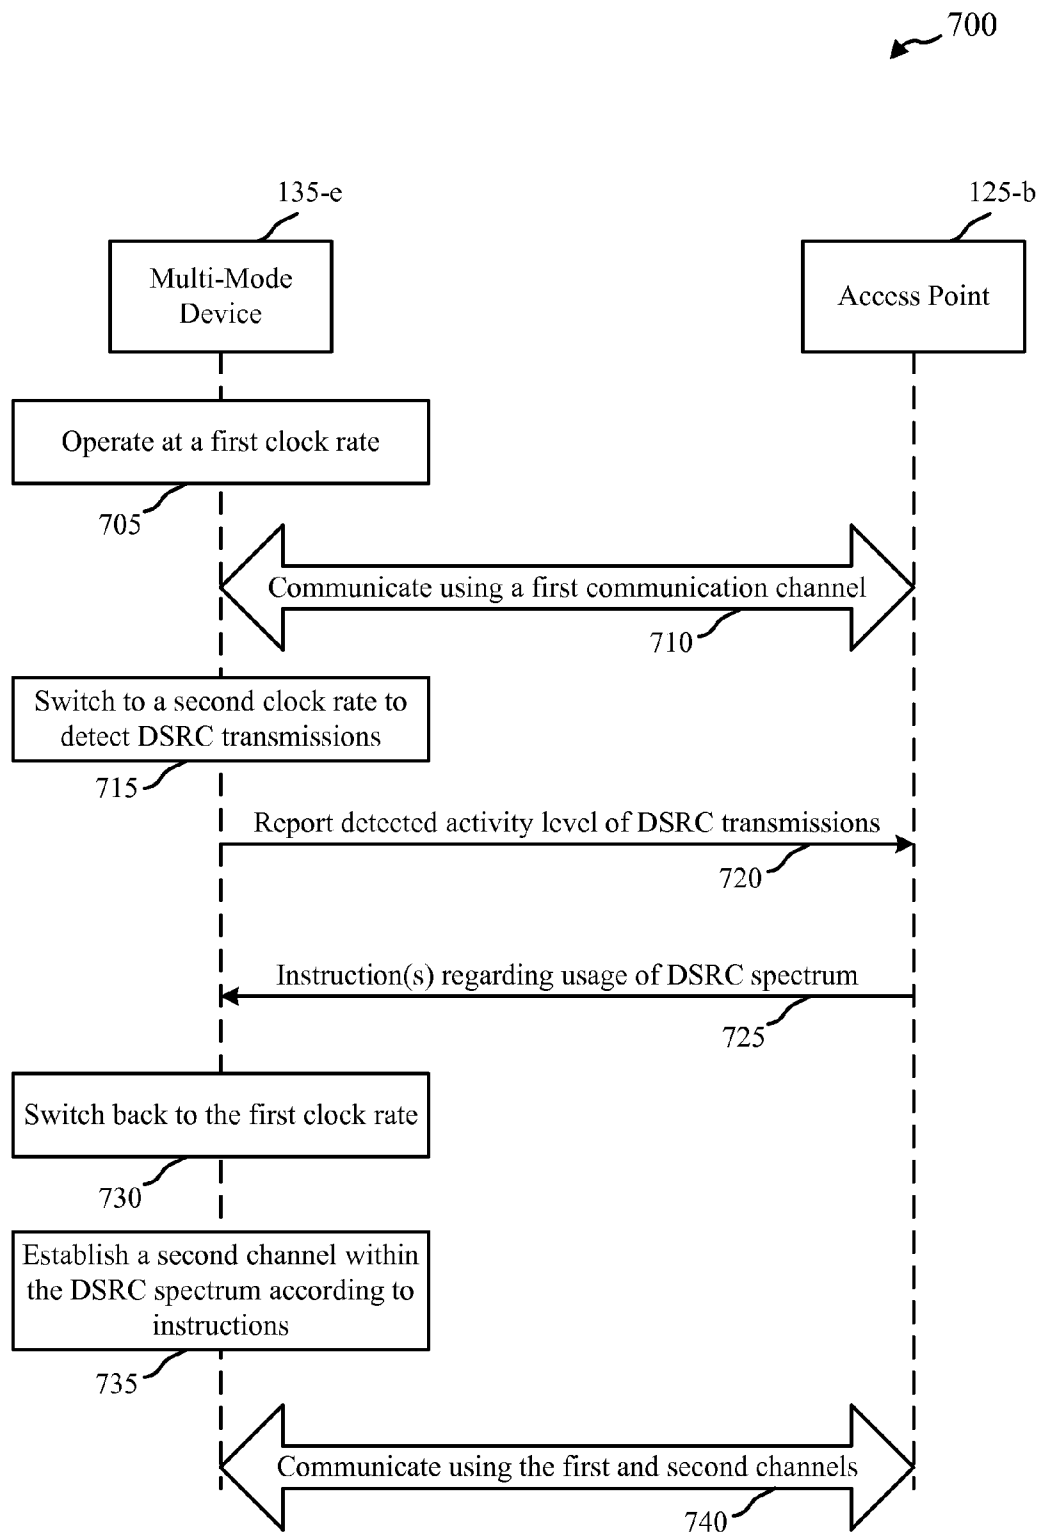 700
135-e
125-b
Multi-Mode
Device
Access Point
Operate at a first clock rate
705
Communicate using a first communication channel
710
Switch to a second clock rate to
detect DSRC transmissions
715
Report detected activity level of DSRC transmissions
720
Instruction(s) regarding usage of DSRC spectrum
725
Switch back to the first clock rate
730
Establish a second channel within
the DSRC spectrum according to
instructions
735
Communicate using the first and second channels
740